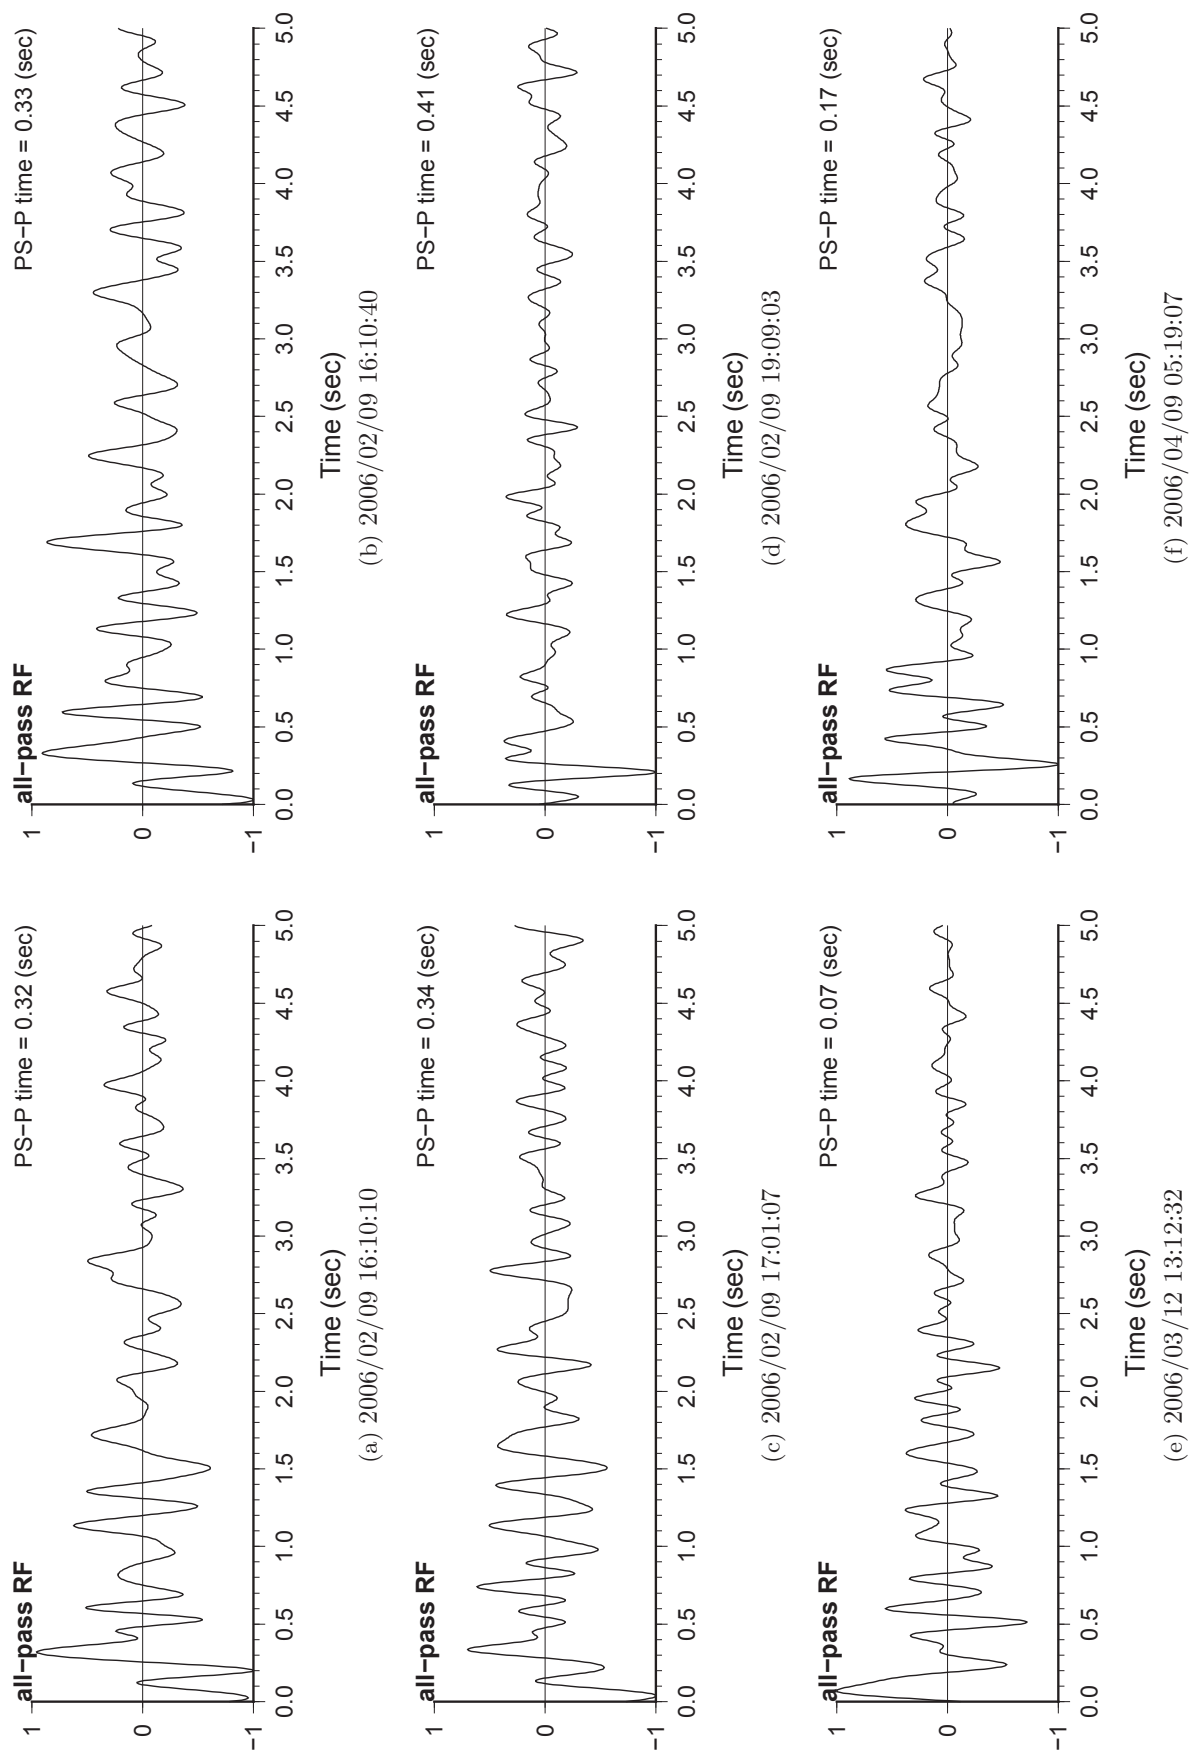 all−pass RF
PS−P time = 0.32 (sec)
1
0
−1
0.0 0.5 1.0 1.5 2.0 2.5 3.0 3.5 4.0 4.5 5.0
Time (sec)
(a) 2006/02/09 16:10:10
all−pass RF
PS−P time = 0.33 (sec)
1
0
−1
0.0 0.5 1.0 1.5 2.0 2.5 3.0 3.5 4.0 4.5 5.0
Time (sec)
(b) 2006/02/09 16:10:40
all−pass RF
PS−P time = 0.34 (sec)
1
0
−1
0.0 0.5 1.0 1.5 2.0 2.5 3.0 3.5 4.0 4.5 5.0
Time (sec)
(c) 2006/02/09 17:01:07
all−pass RF
PS−P time = 0.41 (sec)
1
0
−1
0.0 0.5 1.0 1.5 2.0 2.5 3.0 3.5 4.0 4.5 5.0
Time (sec)
(d) 2006/02/09 19:09:03
all−pass RF
PS−P time = 0.07 (sec)
1
0
−1
0.0 0.5 1.0 1.5 2.0 2.5 3.0 3.5 4.0 4.5 5.0
Time (sec)
(e) 2006/03/12 13:12:32
all−pass RF
PS−P time = 0.17 (sec)
1
0
−1
0.0 0.5 1.0 1.5 2.0 2.5 3.0 3.5 4.0 4.5 5.0
Time (sec)
(f) 2006/04/09 05:19:07